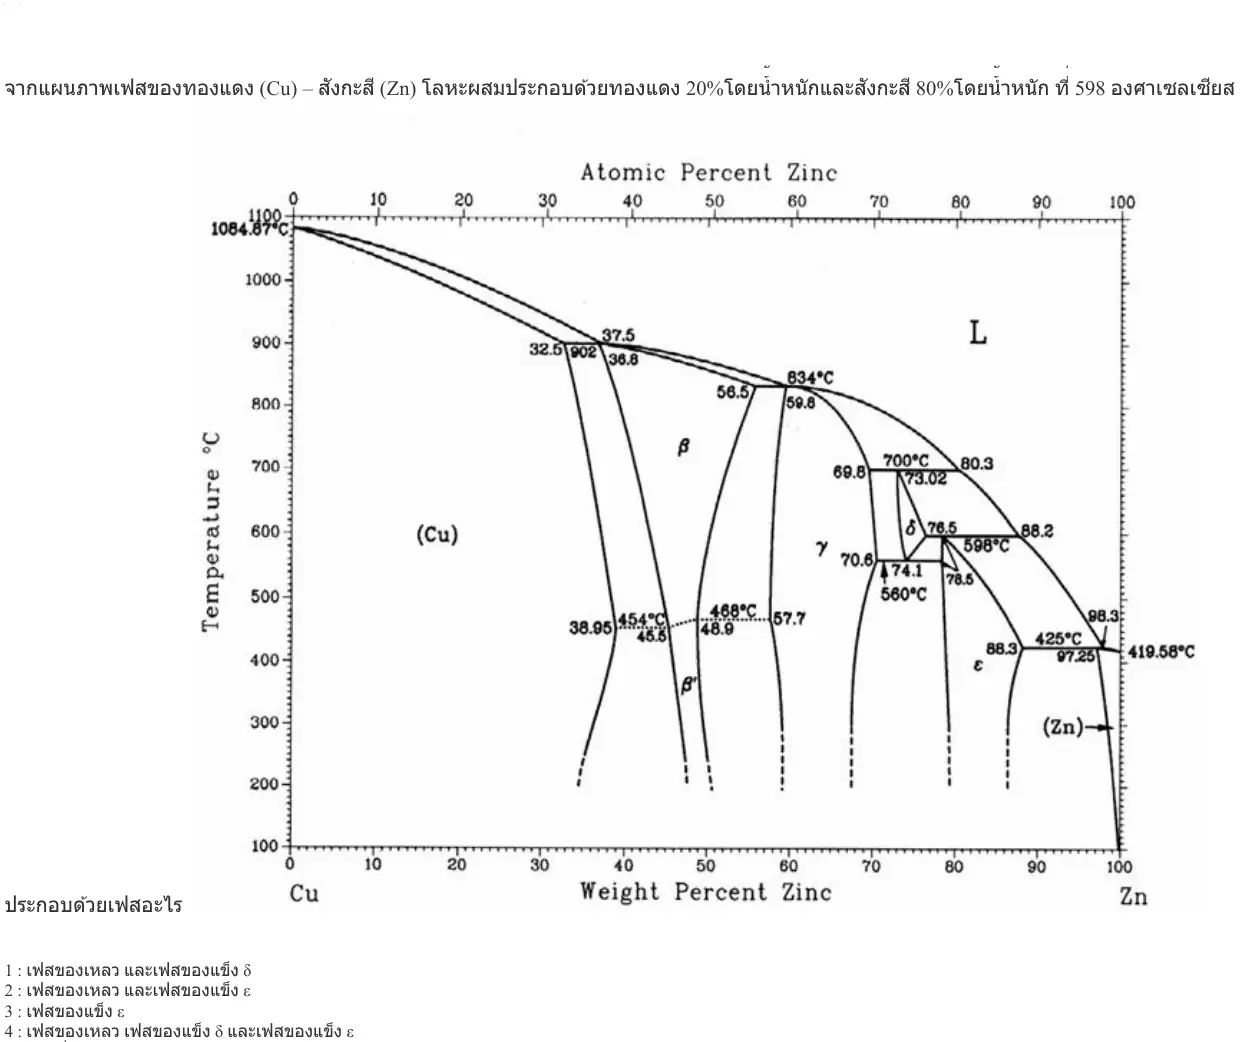 จากแผนภาพเฟสของทองแดง (Cu) – สังกะสี (Zn) โลหะผสมประกอบด้วยทองแดง 20%โดยน้ำหนักและสังกะสี 80%โดยน้ำหนัก ที่ 598 องศาเซลเซียส
Atomic Percent Zinc
0 10 20 30 40 50 60 70 80 90 100
1100
1084.87°C
1000
37.5
900 32.5 902 36.8
834°C
56.5 59.8
800
β
L
700 69.8 700°C 73.02 80.3
Temperature °C
600 (Cu) γ δ 76.5 598°C 88.2
70.6 74.1 78.5
560°C
500 38.95 454°C 45.5 468°C 48.9 57.7 98.3
400 88.3 425°C 97.25 419.58°C
β' ε
300 (Zn)
200
100
0 10 20 30 40 50 60 70 80 90 100
Cu Weight Percent Zinc Zn
ประกอบด้วยเฟสอะไร
1 : เฟสของเหลว และเฟสของแข็ง δ
2 : เฟสของเหลว และเฟสของแข็ง ε
3 : เฟสของแข็ง ε
4 : เฟสของเหลว เฟสของแข็ง δ และเฟสของแข็ง ε